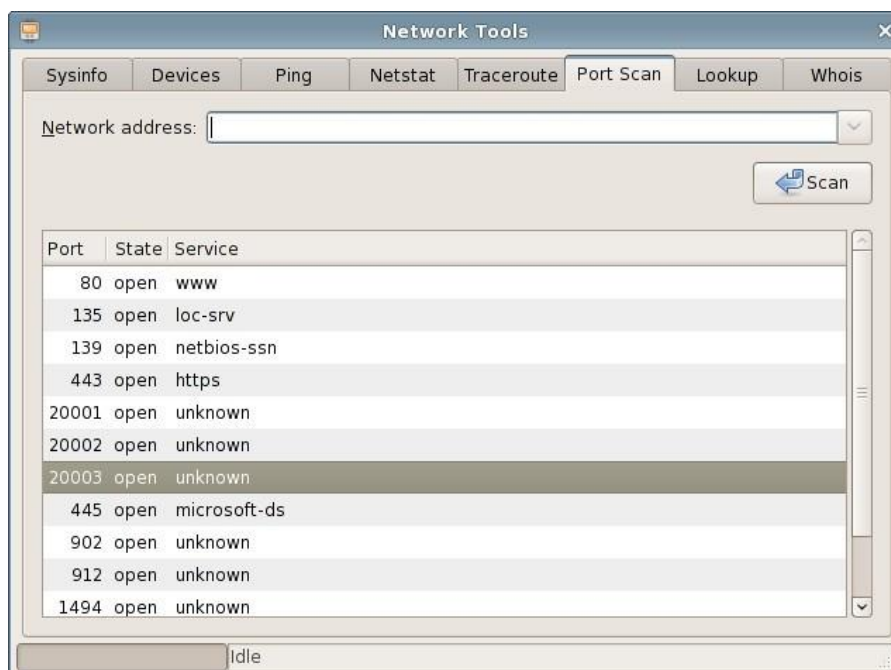 Network Tools
Sysinfo Devices Ping Netstat Traceroute Port Scan Lookup Whois
Network address:
Scan
Port State Service
80 open www
135 open loc-srv
139 open netbios-ssn
443 open https
20001 open unknown
20002 open unknown
20003 open unknown
445 open microsoft-ds
902 open unknown
912 open unknown
1494 open unknown
Idle